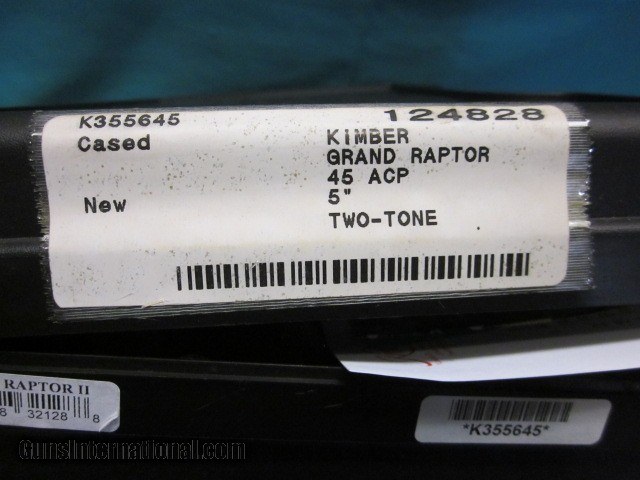 K355645 124828
Cased KIMBER
GRAND RAPTOR
45 ACP
New 5"
TWO-TONE
RAPTOR II
8 32128 8
*K355645*
GunsInternational.com